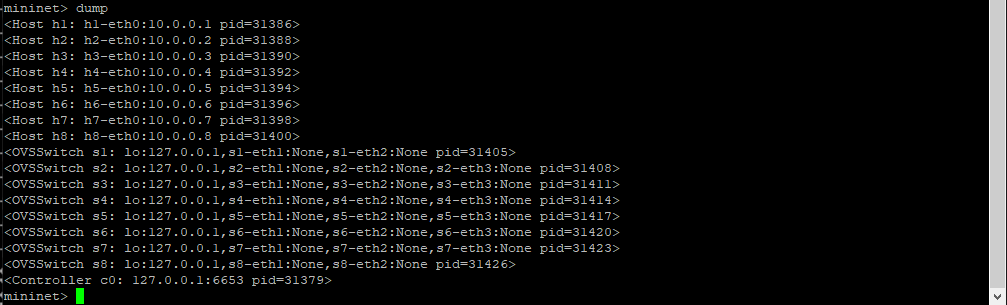 mininet> dump
<Host h1: h1-eth0:10.0.0.1 pid=31386>
<Host h2: h2-eth0:10.0.0.2 pid=31388>
<Host h3: h3-eth0:10.0.0.3 pid=31390>
<Host h4: h4-eth0:10.0.0.4 pid=31392>
<Host h5: h5-eth0:10.0.0.5 pid=31394>
<Host h6: h6-eth0:10.0.0.6 pid=31396>
<Host h7: h7-eth0:10.0.0.7 pid=31398>
<Host h8: h8-eth0:10.0.0.8 pid=31400>
<OVSSwitch s1: lo:127.0.0.1,s1-eth1:None,s1-eth2:None pid=31405>
<OVSSwitch s2: lo:127.0.0.1,s2-eth1:None,s2-eth2:None,s2-eth3:None pid=31408>
<OVSSwitch s3: lo:127.0.0.1,s3-eth1:None,s3-eth2:None,s3-eth3:None pid=31411>
<OVSSwitch s4: lo:127.0.0.1,s4-eth1:None,s4-eth2:None,s4-eth3:None pid=31414>
<OVSSwitch s5: lo:127.0.0.1,s5-eth1:None,s5-eth2:None,s5-eth3:None pid=31417>
<OVSSwitch s6: lo:127.0.0.1,s6-eth1:None,s6-eth2:None,s6-eth3:None pid=31420>
<OVSSwitch s7: lo:127.0.0.1,s7-eth1:None,s7-eth2:None,s7-eth3:None pid=31423>
<OVSSwitch s8: lo:127.0.0.1,s8-eth1:None,s8-eth2:None pid=31426>
<Controller c0: 127.0.0.1:6653 pid=31379>
mininet>